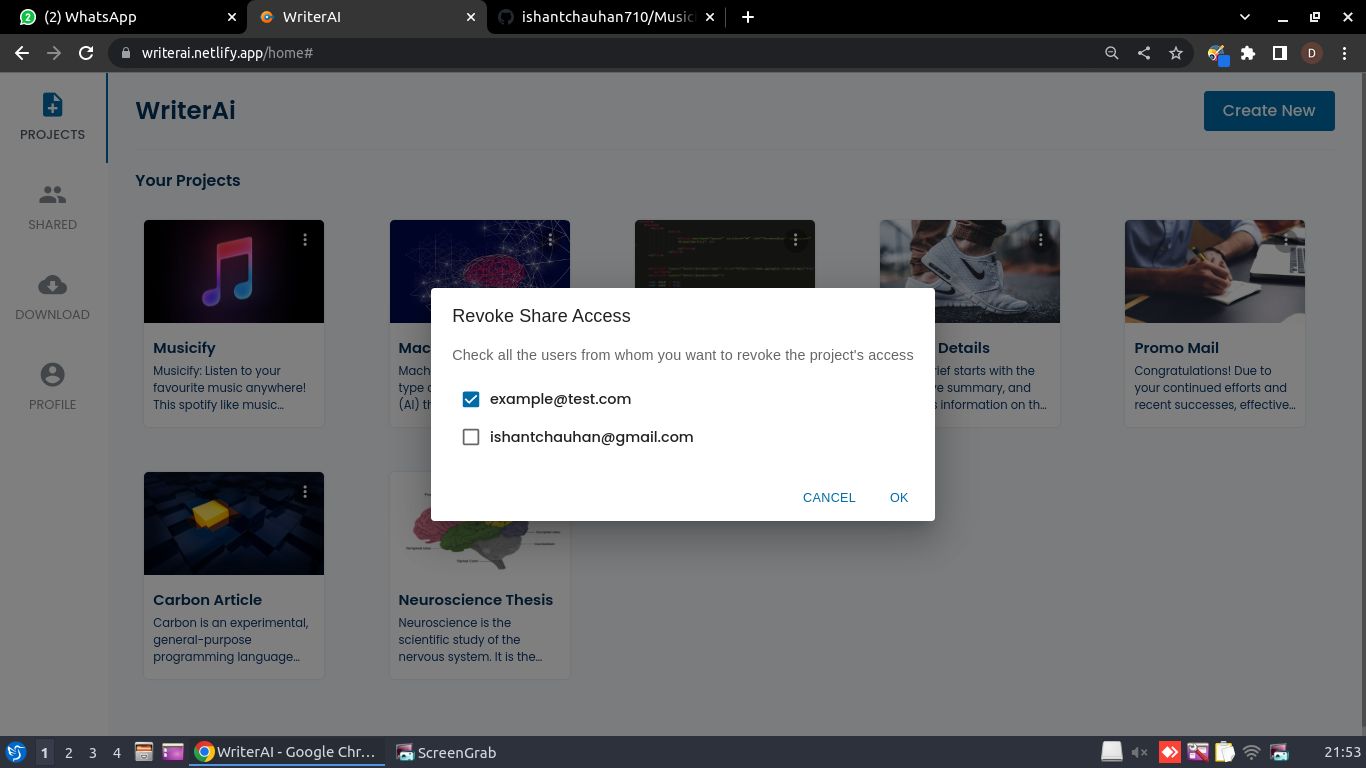 (2) WhatsApp
WriterAI
ishantchauhan710/Music
writerai.netlify.app/home#
D
PROJECTS
SHARED
DOWNLOAD
PROFILE
WriterAi
Create New
Your Projects
Musicify
Musicify: Listen to your
favourite music anywhere!
This spotify like music...
Mac
Mach
type
(AI) th
Details
rief starts with the
ve summary, and
s information on th...
Promo Mail
Congratulations! Due to
your continued efforts and
recent successes, effective...
Revoke Share Access
Check all the users from whom you want to revoke the project's access
example@test.com
ishantchauhan@gmail.com
CANCEL
OK
Carbon Article
Carbon is an experimental,
general-purpose
programming language...
Neuroscience Thesis
Neuroscience is the
scientific study of the
nervous system. It is the...
1
2
3
4
WriterAI - Google Chr...
ScreenGrab
21:53